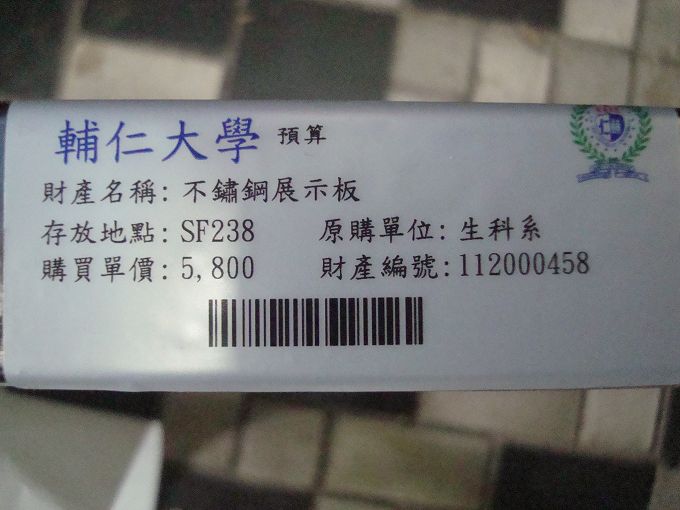 輔仁大學 預算
財產名稱: 不鏽鋼展示板
存放地點: SF238 原購單位: 生科系
購買單價: 5,800 財產編號: 112000458